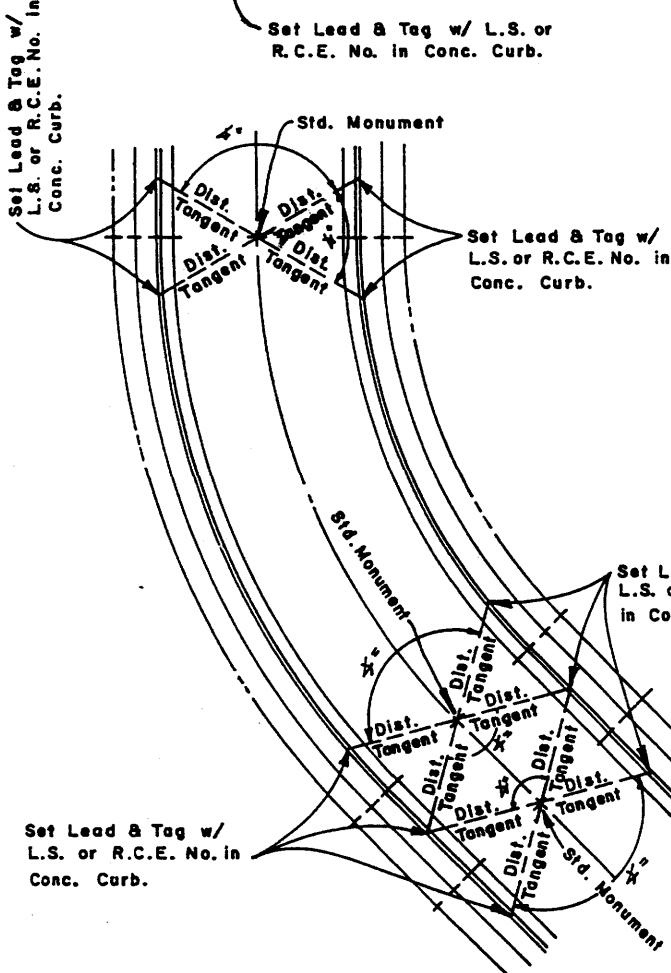 Set Lead & Tag w/ L.S. or
R.C.E. No. in Conc. Curb.
Set Lead & Tag w/
L.S. or R.C.E. No. in
Conc. Curb.
Std. Monument
Dist.
Tangent
Dist.
Tangent
Dist.
Tangent
Dist.
Tangent
Set Lead & Tag w/
L.S. or R.C.E. No. in
Conc. Curb.
Std. Monument
Set L
L.S. o
in Co
Dist.
Tangent
Dist.
Tangent
Dist.
Tangent
Dist.
Tangent
Dist.
Tangent
Dist.
Tangent
Dist.
Tangent
Dist.
Tangent
Set Lead & Tag w/
L.S. or R.C.E. No. in
Conc. Curb.
Std. Monument